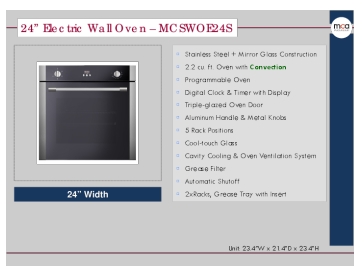 24” Electric Wall Oven – MCSWOE24S
mca
Stainless Steel + Mirror Glass Construction
2.2 cu. ft. Oven with Convection
Programmable Oven
Digital Clock & Timer with Display
Triple-glazed Oven Door
Aluminum Handle & Metal Knobs
5 Rack Positions
Cool-touch Glass
Cavity Cooling & Oven Ventilation System
Grease Filter
Automatic Shutoff
2xRacks, Grease Tray with Insert
24” Width
Unit: 23.4”W x 21.4”D x 23.4”H